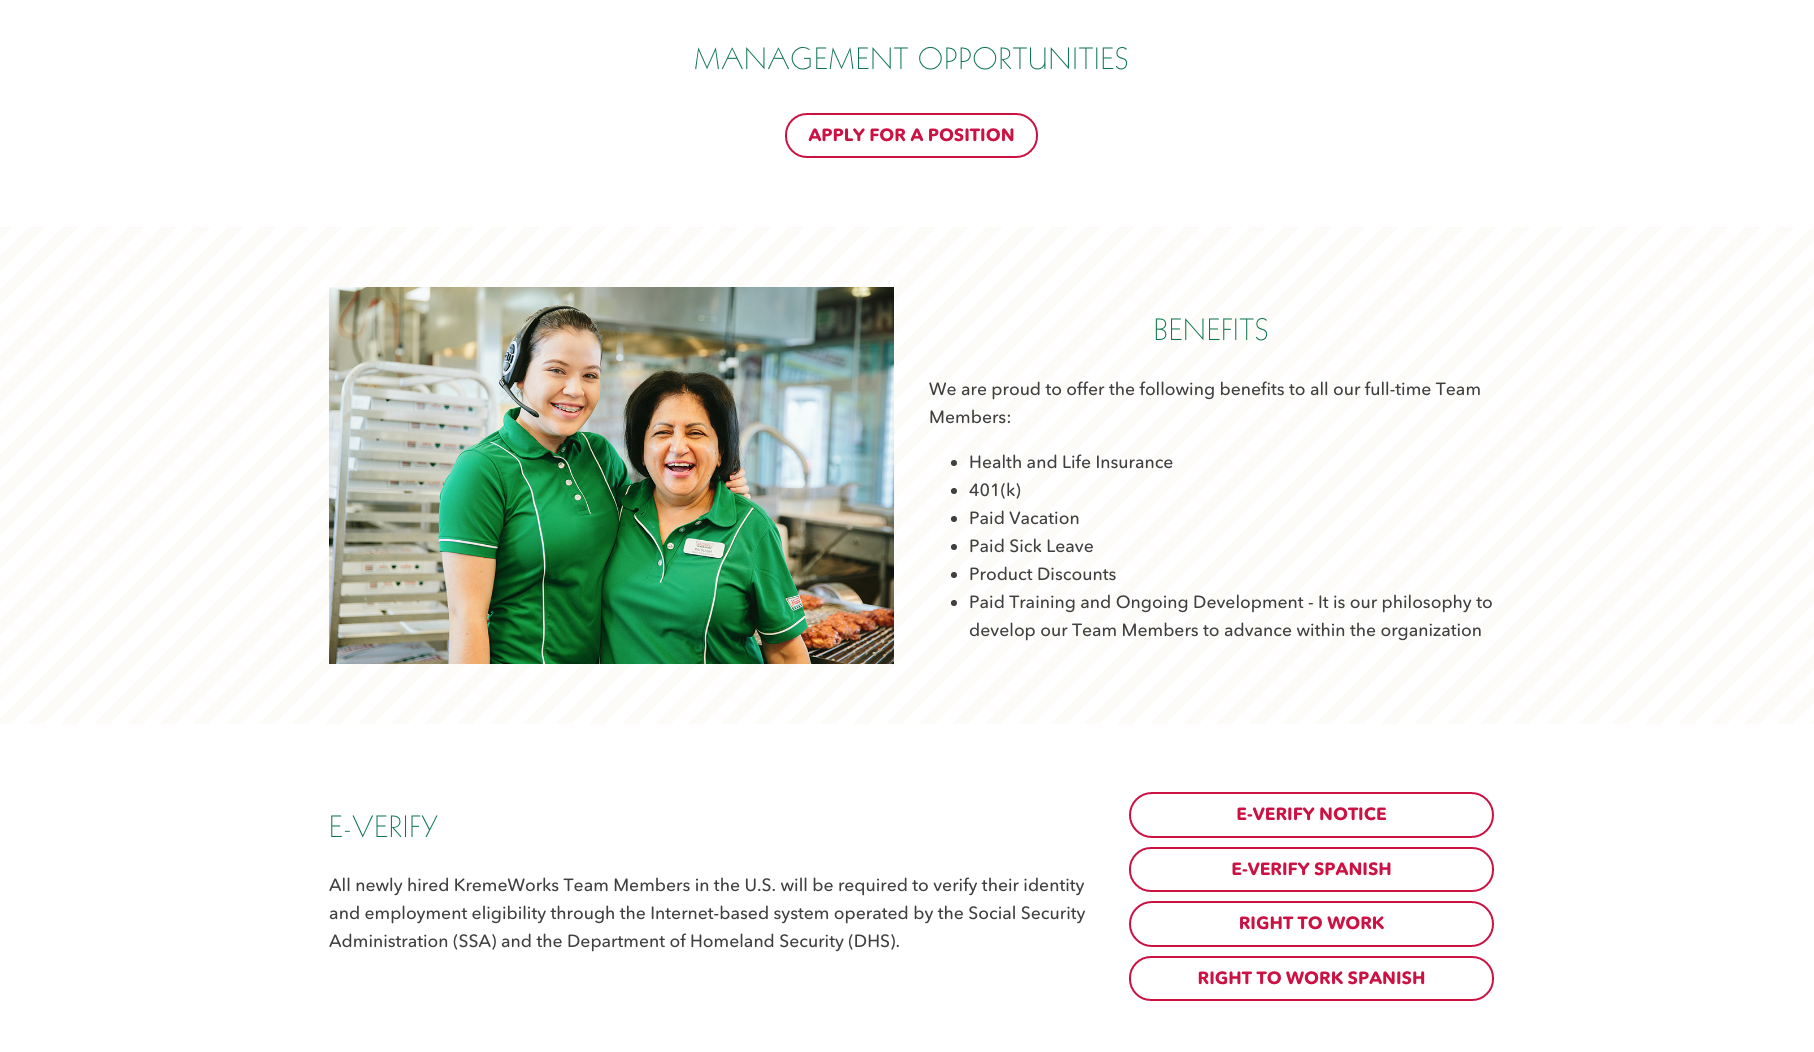 MANAGEMENT OPPORTUNITIES
APPLY FOR A POSITION
BENEFITS
We are proud to offer the following benefits to all our full-time Team
Members:
• Health and Life Insurance
• 401(k)
• Paid Vacation
• Paid Sick Leave
• Product Discounts
• Paid Training and Ongoing Development - It is our philosophy to
develop our Team Members to advance within the organization
E-VERIFY
All newly hired KremeWorks Team Members in the U.S. will be required to verify their identity
and employment eligibility through the Internet-based system operated by the Social Security
Administration (SSA) and the Department of Homeland Security (DHS).
E-VERIFY NOTICE
E-VERIFY SPANISH
RIGHT TO WORK
RIGHT TO WORK SPANISH